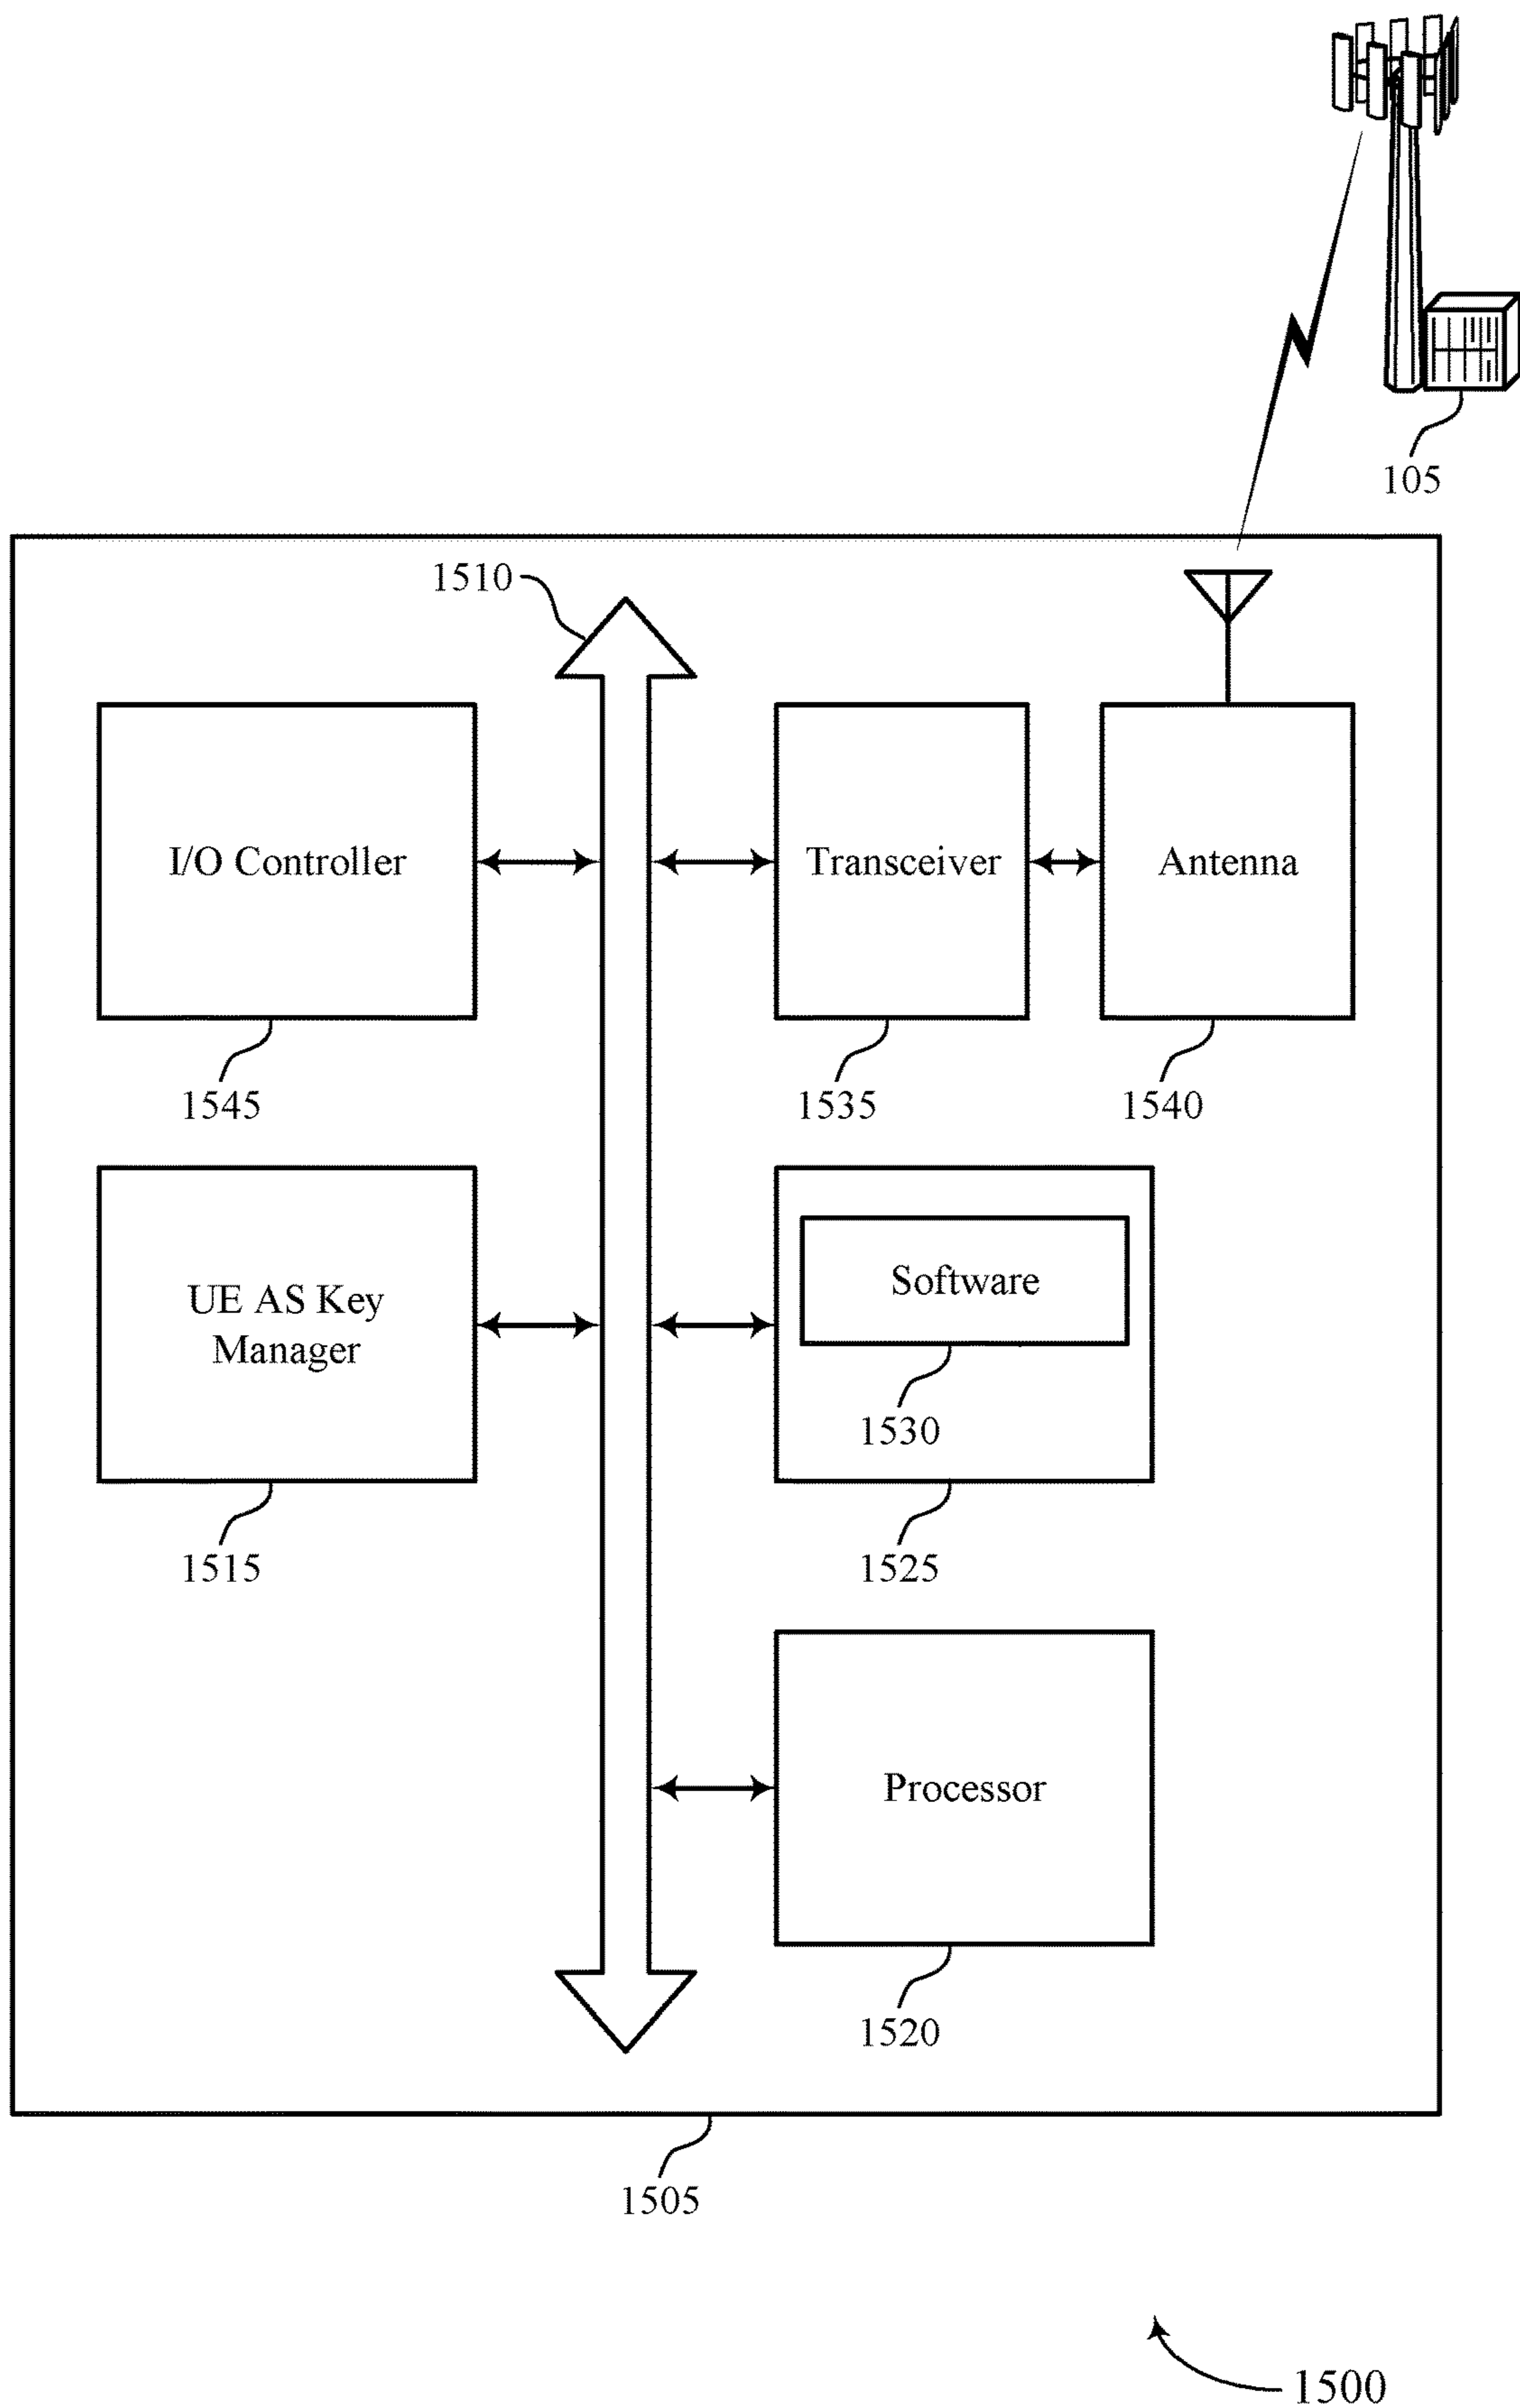 105
1510
I/O Controller
Transceiver
Antenna
1545
1535
1540
UE AS Key
Manager
Software
1530
1515
1525
Processor
1520
1505
1500